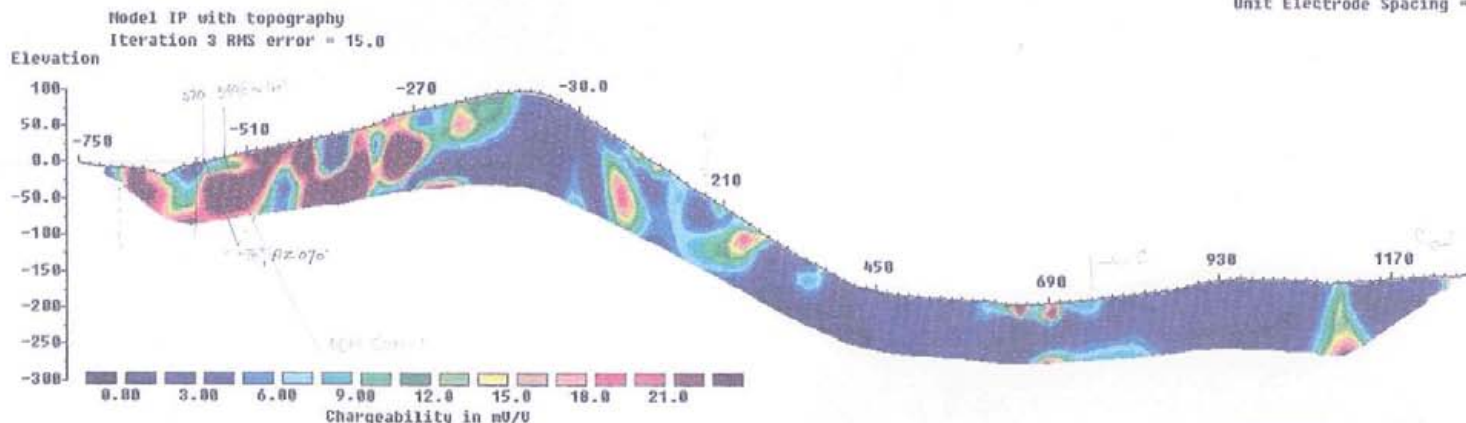 Unit Electrode Spacing =
Model IP with topography
Iteration 3 RMS error = 15.0
Elevation
100
50.0
0.0
-50.0
-100
-150
-200
-250
-300
-750
-510
-270
-30.0
210
450
690
930
1170
AZ070°
0.00 3.00 6.00 9.00 12.0 15.0 18.0 21.0
Chargeability in mV/V